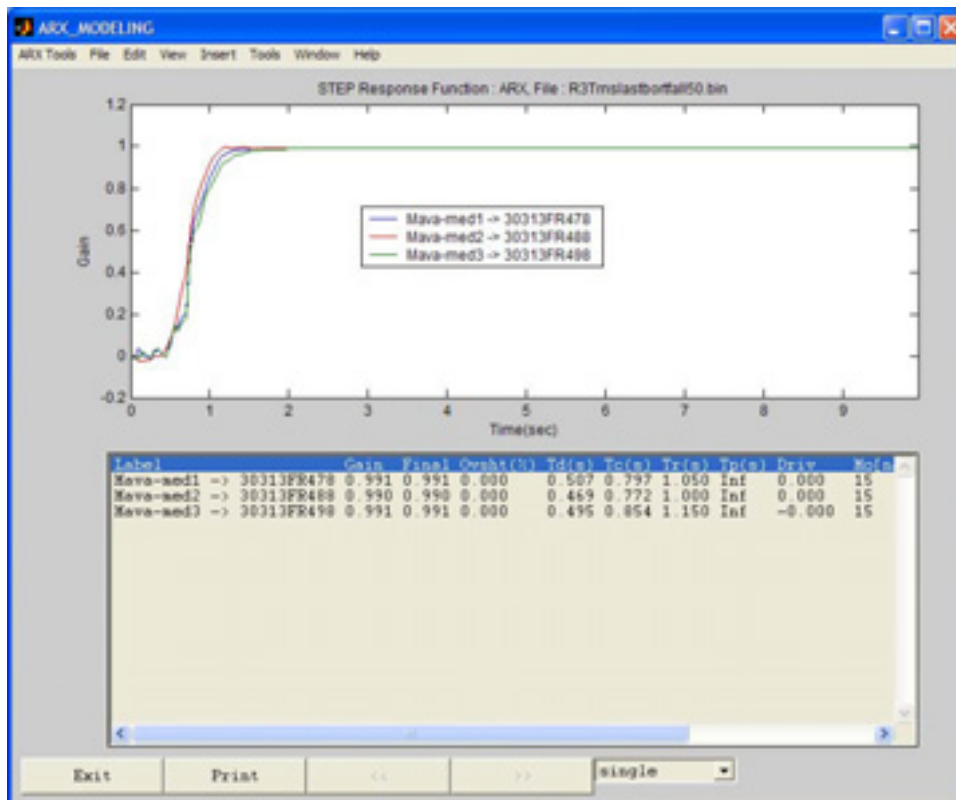 ARX_MODELING
ARX Tools File Edit View Insert Tools Window Help
STEP Response Function : ARX, File : R3Tmslastbortfall50.bin
1.2
1
0.8
0.6
0.4
0.2
0
-0.2
Gain
Mava-med1 -> 30313FR478
Mava-med2 -> 30313FR488
Mava-med3 -> 30313FR498
0 1 2 3 4 5 6 7 8 9
Time(sec)
Label Gain Final Ovsht(%) Td(s) Tc(s) Tr(s) Tp(s) Driv
Mava-med1 -> 30313FR478 0.991 0.991 0.000 0.507 0.797 1.050 Inf 0.000 15
Mava-med2 -> 30313FR488 0.990 0.990 0.000 0.469 0.772 1.000 Inf 0.000 15
Mava-med3 -> 30313FR498 0.991 0.991 0.000 0.495 0.854 1.150 Inf -0.000 15
Exit Print << >> single